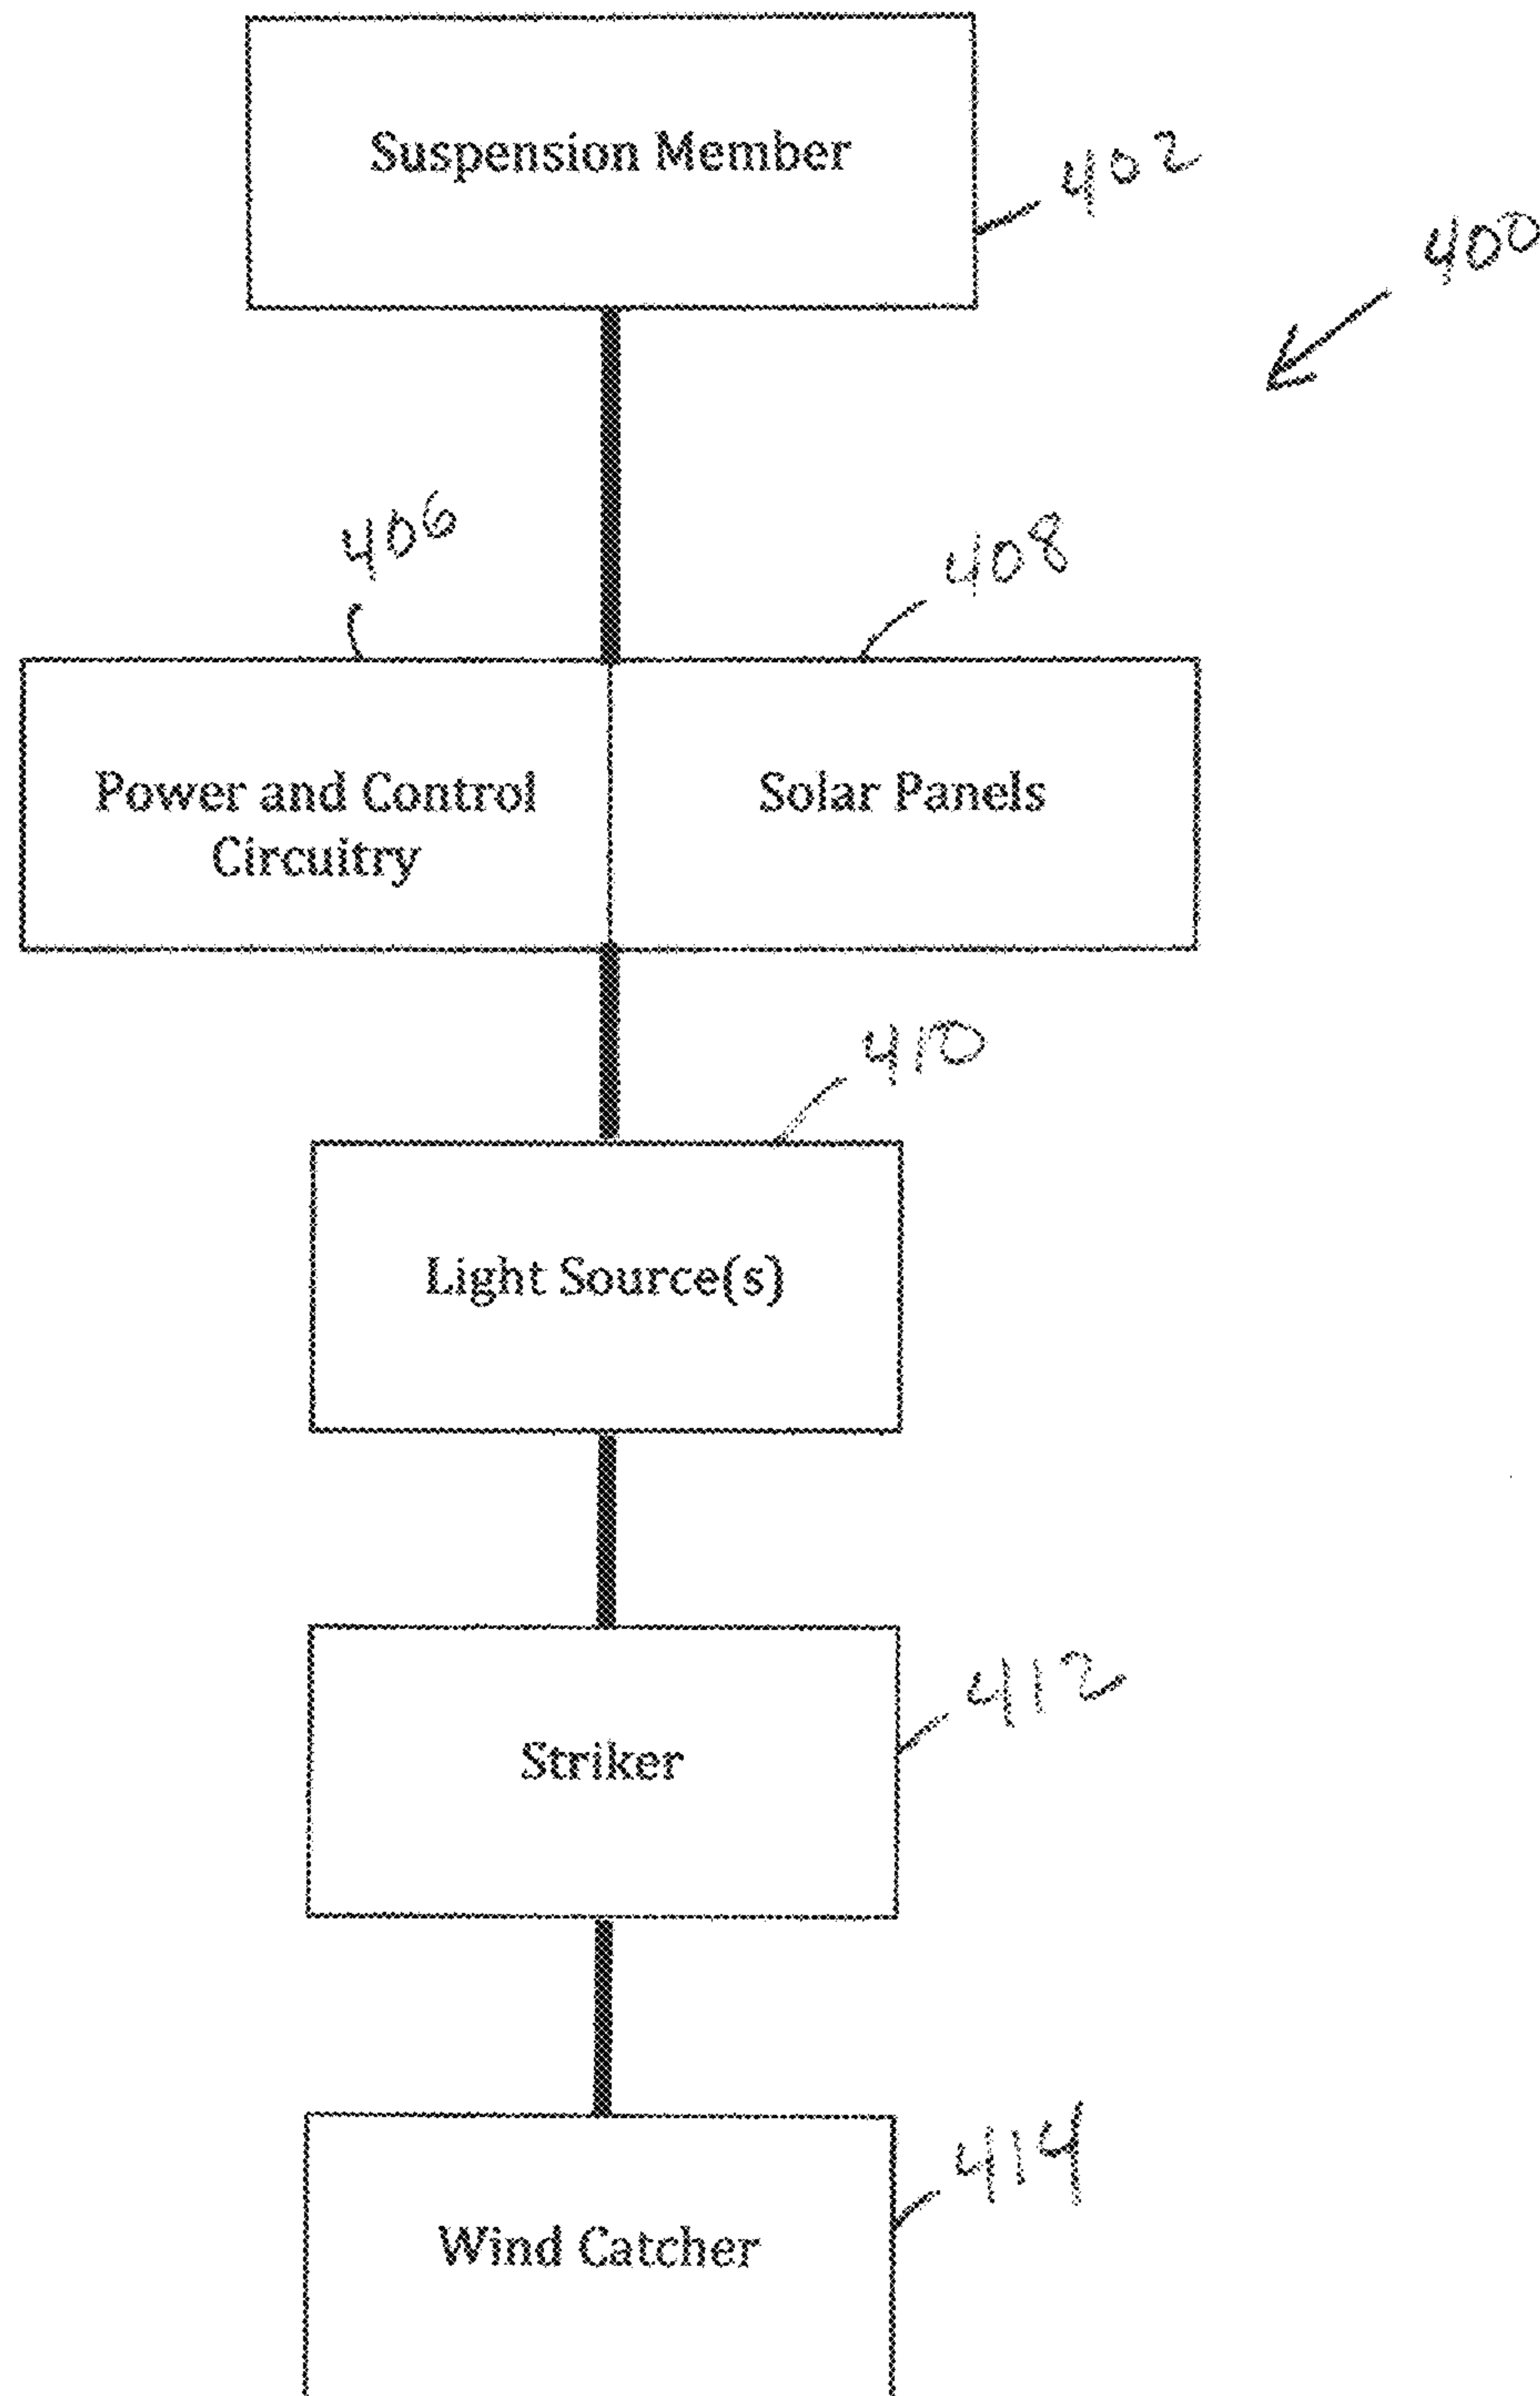 Suspension Member
402
400
406
408
Power and Control
Circuitry
Solar Panels
410
Light Source(s)
Striker
412
Wind Catcher
414